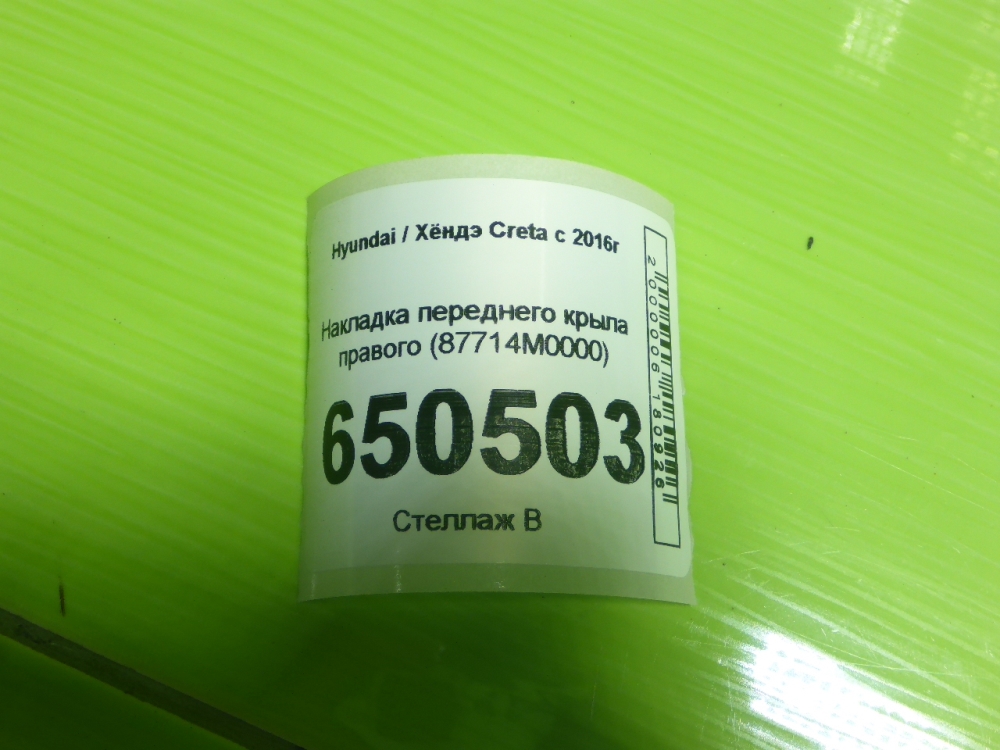 Hyundai / Хёндэ Creta с 2016г
Накладка переднего крыла
правого (87714M0000)
650503
Стеллаж В
2000006180926